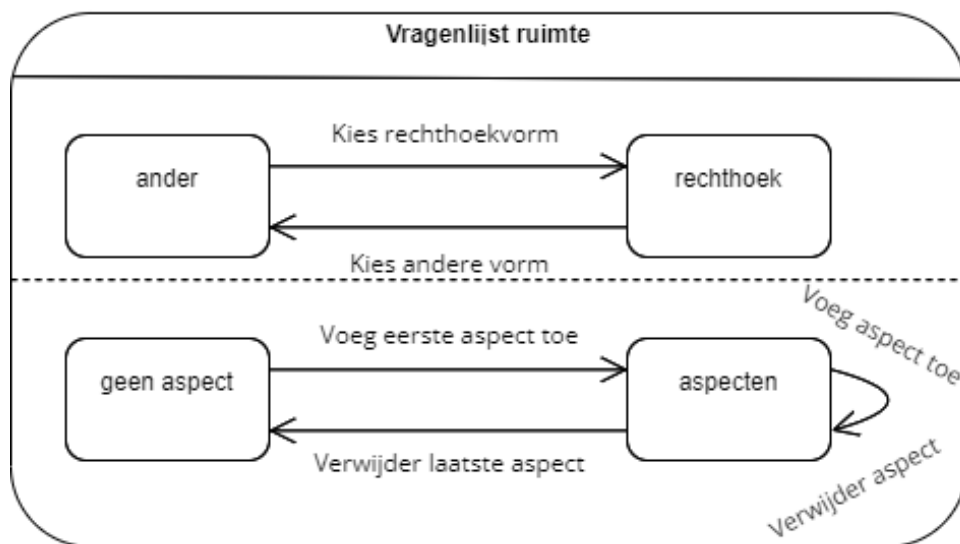 Vragenlijst ruimte
Kies rechthoekvorm
ander
rechthoek
Kies andere vorm
Voeg aspect toe
Voeg eerste aspect toe
geen aspect
aspecten
Verwijder laatste aspect
Verwijder aspect